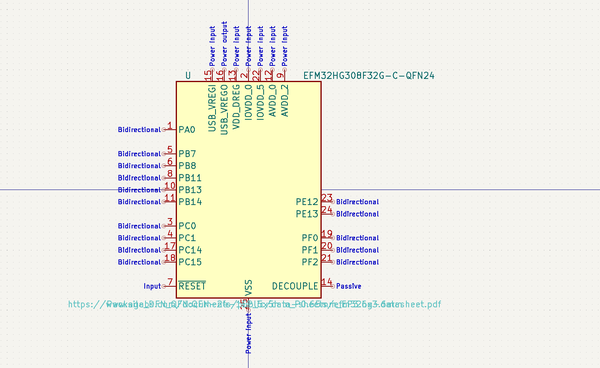 Power input
Power output
Power input
Power input
Power input
Power input
Power input
15
16
13
2
22
12
9
U
EFM32HG308F32G-C-QFN24
USB_VREGI
USB_VREGO
VDD_DREG
IOVDD_0
IOVDD_5
AVDD_0
AVDD_2
Bidirectional 1 PA0
Bidirectional 5 PB7
Bidirectional 6 PB8
Bidirectional 8 PB11
Bidirectional 10 PB13
Bidirectional 11 PB14
PE12 23 Bidirectional
PE13 24 Bidirectional
Bidirectional 3 PC0
Bidirectional 4 PC1 PF0 19 Bidirectional
Bidirectional 17 PC14 PF1 20 Bidirectional
Bidirectional 18 PC15 PF2 21 Bidirectional
Input 7 RESET DECOUPLE 14 Passive
VSS
25
Power input